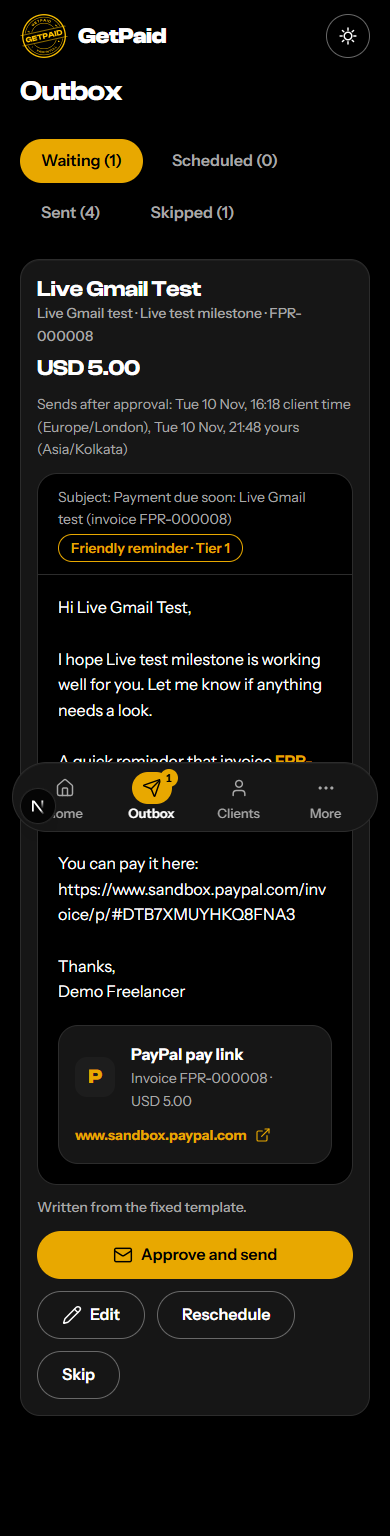 GETPAID
GetPaid
Outbox
Waiting (1)
Scheduled (0)
Sent (4)
Skipped (1)
Live Gmail Test
Live Gmail test · Live test milestone · FPR-
000008
USD 5.00
Sends after approval: Tue 10 Nov, 16:18 client time
(Europe/London), Tue 10 Nov, 21:48 yours
(Asia/Kolkata)
Subject: Payment due soon: Live Gmail
test (invoice FPR-000008)
Friendly reminder · Tier 1
Hi Live Gmail Test,
I hope Live test milestone is working
well for you. Let me know if anything
needs a look.
A quick reminder that invoice FPR-
1
N
ome
Outbox
Clients
More
You can pay it here:
https://www.sandbox.paypal.com/inv
oice/p/#DTB7XMUYHKQ8FNA3
Thanks,
Demo Freelancer
P
PayPal pay link
Invoice FPR-000008 ·
USD 5.00
www.sandbox.paypal.com
Written from the fixed template.
Approve and send
Edit
Reschedule
Skip